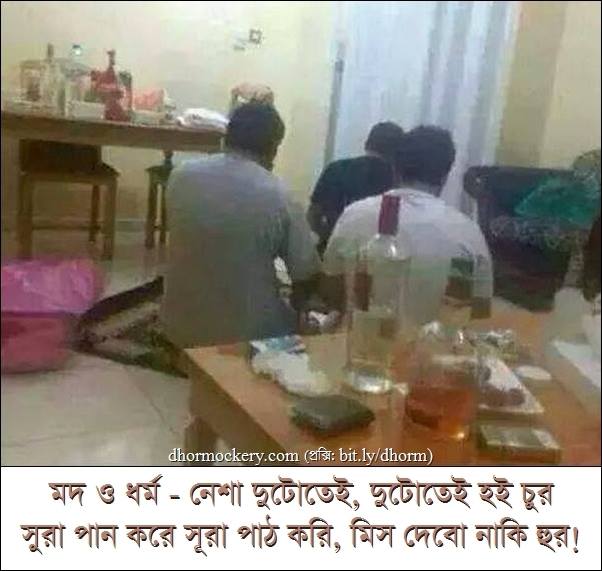 dhormockery.com (প্রক্সি: bit.ly/dhorm)
মদ ও ধর্ম - নেশা দুটোতেই, দুটোতেই হই চুর
সুরা পান করে সূরা পাঠ করি, মিস দেবো নাকি হুর!